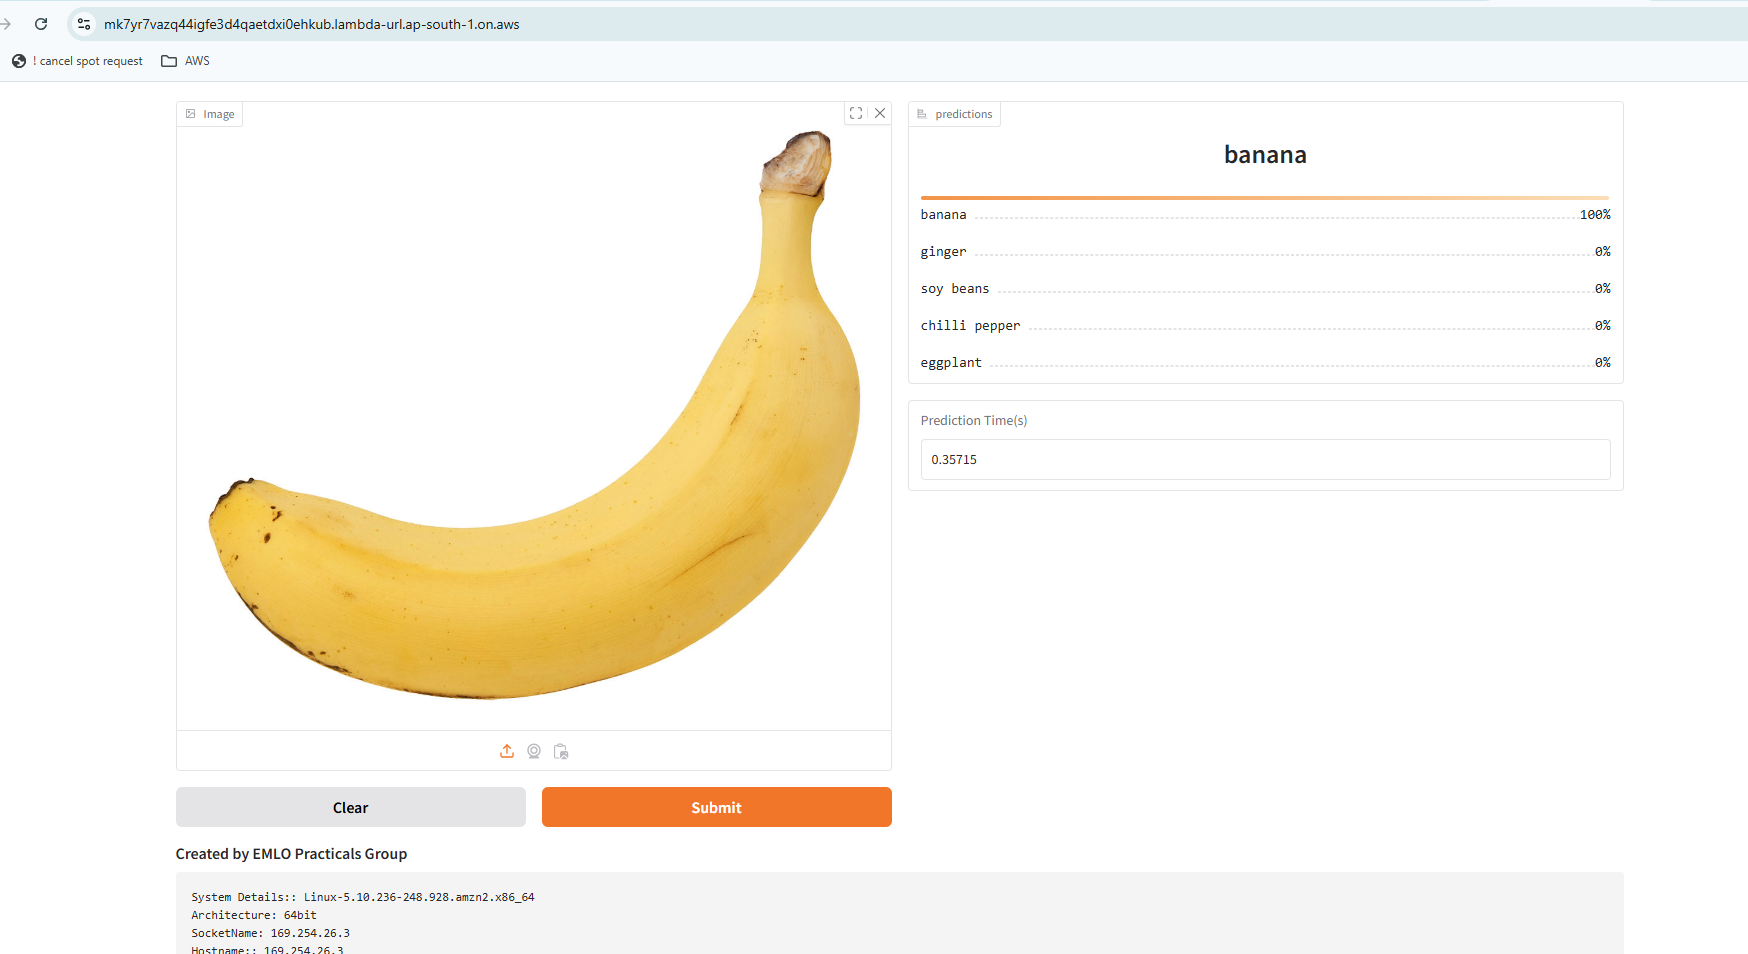 mk7yr7vazq44igfe3d4qaetdxi0ehkub.lambda-url.ap-south-1.on.aws
! cancel spot request AWS
Image
predictions
banana
banana 100%
ginger 0%
soy beans 0%
chilli pepper 0%
eggplant 0%
Prediction Time(s)
0.35715
Clear Submit
Created by EMLO Practicals Group
System Details:: Linux-5.10.236-248.928.amzn2.x86_64
Architecture: 64bit
SocketName: 169.254.26.3
Hostname:: 169.254.26.3